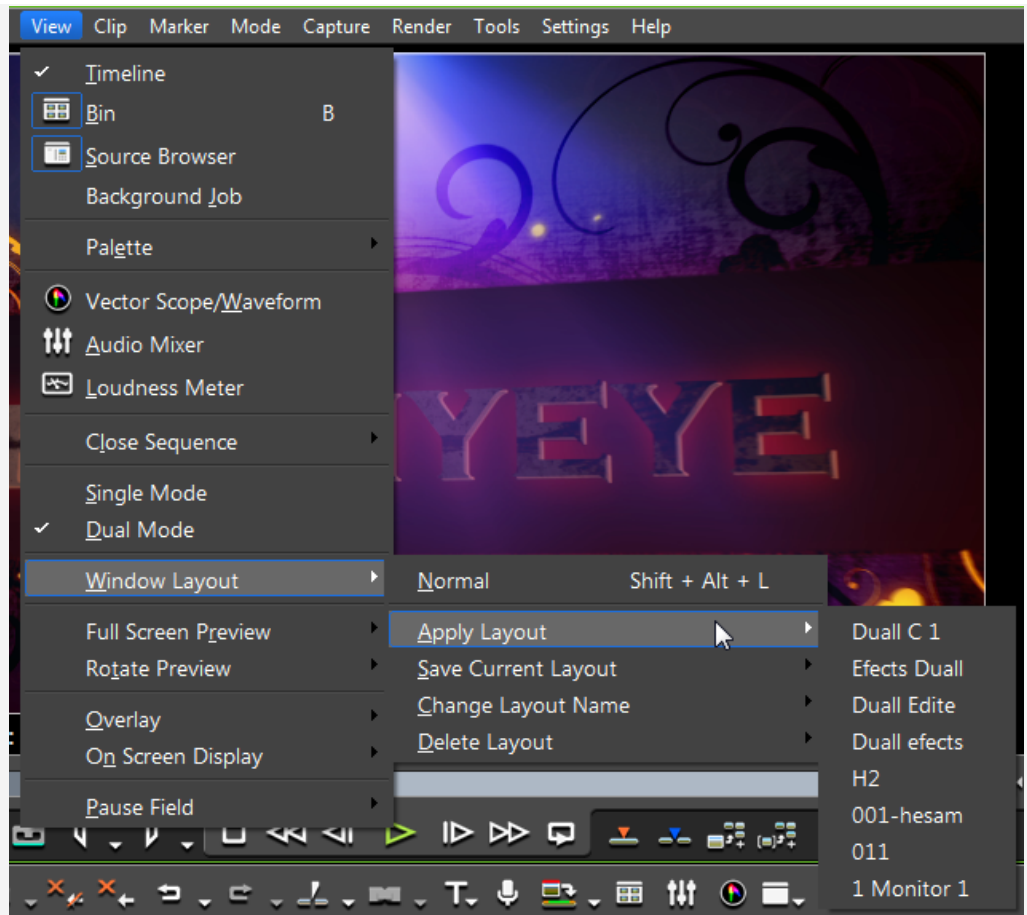 View Clip Marker Mode Capture Render Tools Settings Help
Timeline
Bin B
Source Browser
Background Job
Palette
Vector Scope/Waveform
Audio Mixer
Loudness Meter
Close Sequence
YEYE
Single Mode
Dual Mode
Window Layout
Normal Shift + Alt + L
Full Screen Preview
Apply Layout
Duall C 1
Rotate Preview
Save Current Layout
Efects Duall
Overlay
Change Layout Name
Duall Edite
On Screen Display
Delete Layout
Duall efects
H2
Pause Field
001-hesam
011
1 Monitor 1